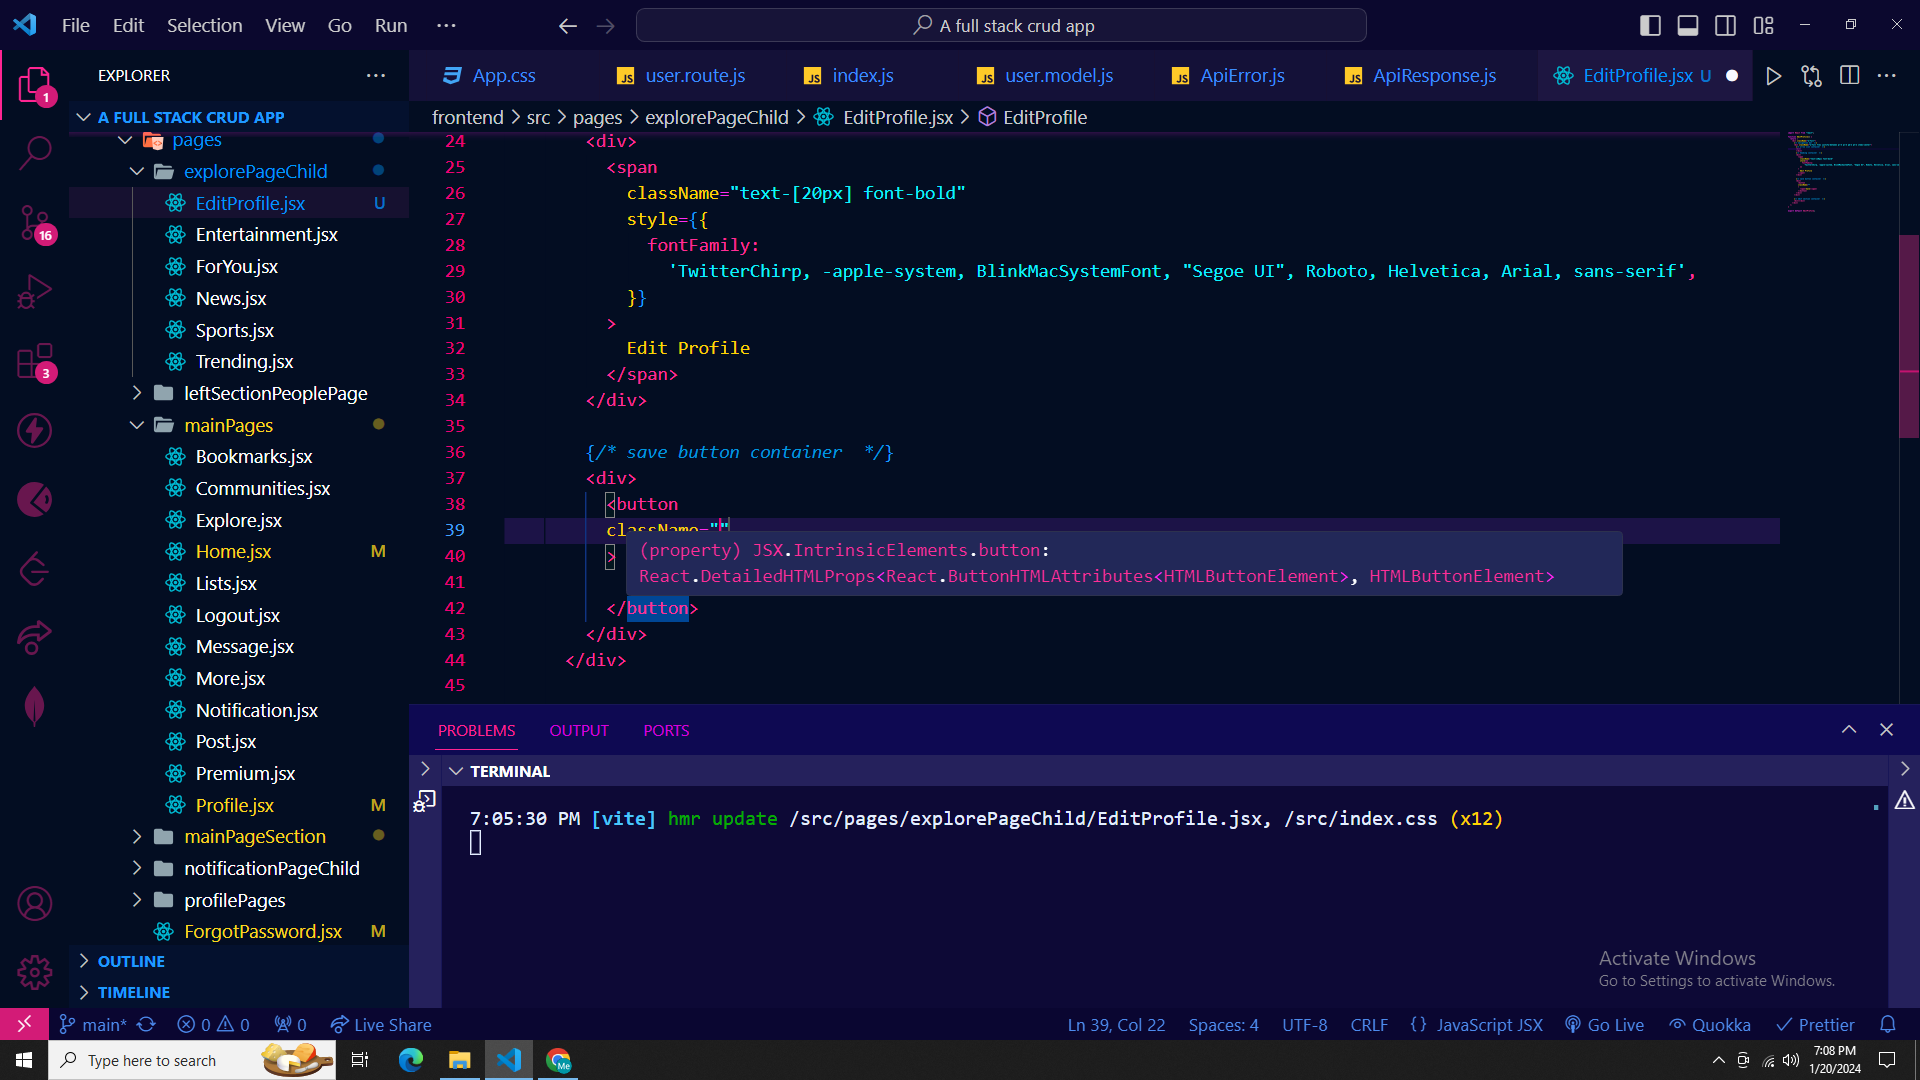 File Edit Selection View Go Run ···
A full stack crud app
EXPLORER ···
A FULL STACK CRUD APP
pages
explorePageChild
EditProfile.jsx U
Entertainment.jsx
ForYou.jsx
News.jsx
Sports.jsx
Trending.jsx
leftSectionPeoplePage
mainPages
Bookmarks.jsx
Communities.jsx
Explore.jsx
Home.jsx M
Lists.jsx
Logout.jsx
Message.jsx
More.jsx
Notification.jsx
Post.jsx
Premium.jsx
Profile.jsx M
mainPageSection
notificationPageChild
profilePages
ForgotPassword.jsx M
OUTLINE
TIMELINE
1
16
3
App.css
JS user.route.js
JS index.js
JS user.model.js
JS ApiError.js
JS ApiResponse.js
EditProfile.jsx U
frontend > src > pages > explorePageChild > EditProfile.jsx > EditProfile
24 <div>
25 <span
26 className="text-[20px] font-bold"
27 style={{
28 fontFamily:
29 'TwitterChirp, -apple-system, BlinkMacSystemFont, "Segoe UI", Roboto, Helvetica, Arial, sans-serif',
30 }}
31 >
32 Edit Profile
33 </span>
34 </div>
35
36 {/* save button container  */}
37 <div>
38 <button
39 className=""
40 >
41
42 </button>
43 </div>
44 </div>
45
(property) JSX.IntrinsicElements.button:
React.DetailedHTMLProps<React.ButtonHTMLAttributes<HTMLButtonElement>, HTMLButtonElement>
PROBLEMS OUTPUT PORTS
TERMINAL
7:05:30 PM [vite] hmr update /src/pages/explorePageChild/EditProfile.jsx, /src/index.css (x12)
Activate Windows
Go to Settings to activate Windows.
main* 0 0 0 Live Share
Ln 39, Col 22 Spaces: 4 UTF-8 CRLF {} JavaScript JSX Go Live Quokka Prettier
Type here to search
Me
7:08 PM
1/20/2024